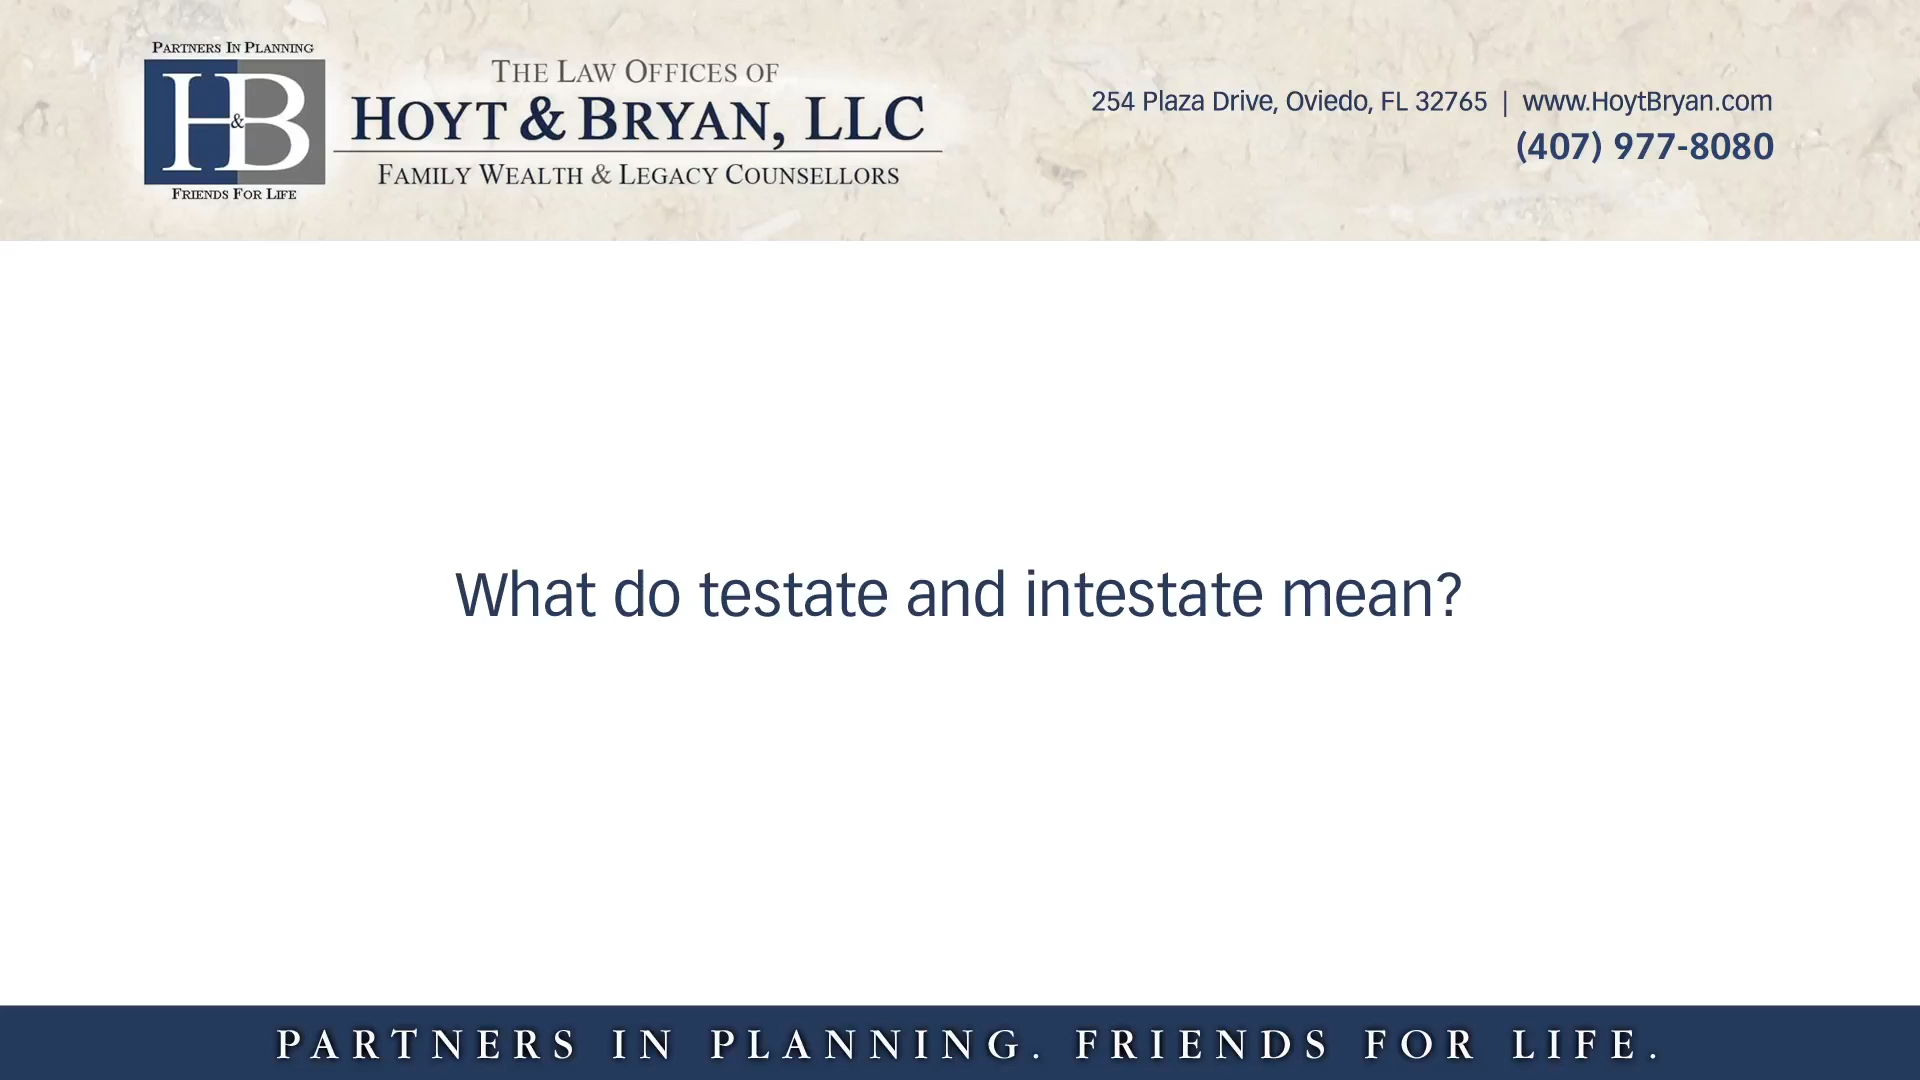 PARTNERS IN PLANNING
H&B
FRIENDS FOR LIFE
THE LAW OFFICES OF
HOYT & BRYAN, LLC
FAMILY WEALTH & LEGACY COUNSELLORS
254 Plaza Drive, Oviedo, FL 32765 | www.HoytBryan.com
(407) 977-8080
What do testate and intestate mean?
PARTNERS IN PLANNING. FRIENDS FOR LIFE.